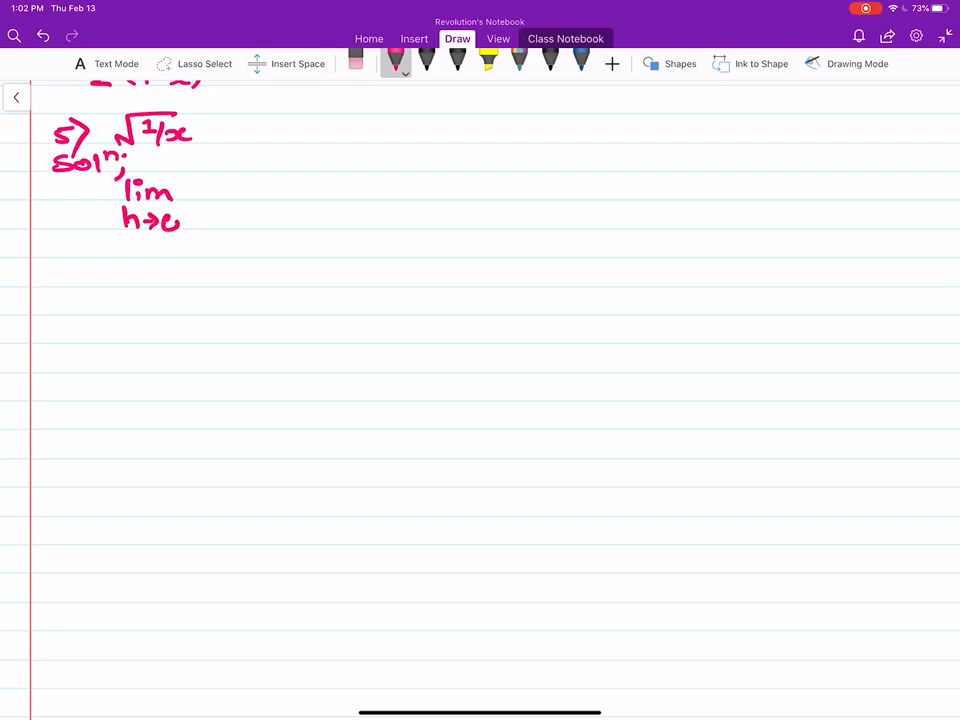 1:02 PM Thu Feb 13
73%
Revolution's Notebook
Home Insert Draw View Class Notebook
A Text Mode Lasso Select Insert Space Shapes Ink to Shape Drawing Mode
5> √1/x
Solⁿ;
lim
h→